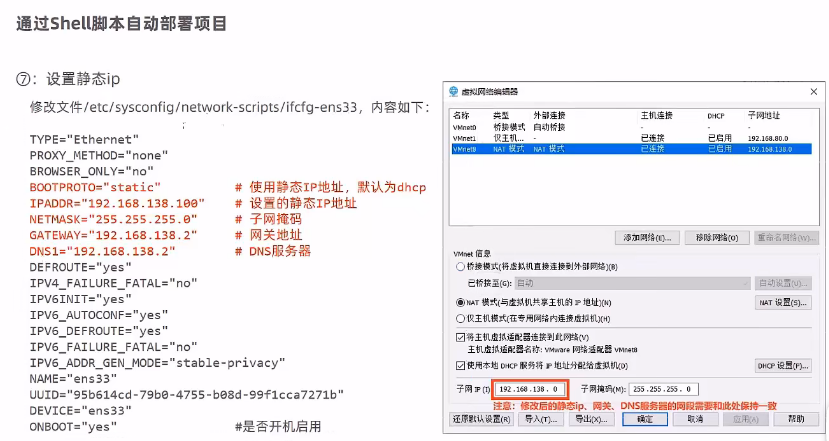 通过Shell脚本自动部署项目
⑦：设置静态ip
修改文件/etc/sysconfig/network-scripts/ifcfg-ens33，内容如下：
TYPE="Ethernet"
PROXY_METHOD="none"
BROWSER_ONLY="no"
BOOTPROTO="static" # 使用静态IP地址，默认为dhcp
IPADDR="192.168.138.100" # 设置的静态IP地址
NETMASK="255.255.255.0" # 子网掩码
GATEWAY="192.168.138.2" # 网关地址
DNS1="192.168.138.2" # DNS服务器
DEFROUTE="yes"
IPV4_FAILURE_FATAL="no"
IPV6INIT="yes"
IPV6_AUTOCONF="yes"
IPV6_DEFROUTE="yes"
IPV6_FAILURE_FATAL="no"
IPV6_ADDR_GEN_MODE="stable-privacy"
NAME="ens33"
UUID="95b614cd-79b0-4755-b08d-99f1cca7271b"
DEVICE="ens33"
ONBOOT="yes" #是否开机启用
虚拟网络编辑器
名称 类型 外部连接 主机连接 DHCP 子网地址
VMnet0 桥接模式 自动桥接 - - -
VMnet1 仅主机... - 已连接 已启用 192.168.80.0
VMnet8 NAT 模式 NAT 模式 已连接 已启用 192.168.138.0
添加网络(E)... 移除网络(O) 重命名网络(W)...
VMnet 信息
桥接模式(将虚拟机直接连接到外部网络)(B)
已桥接至(G): 自动 自动设置(U)...
NAT 模式(与虚拟机共享主机的 IP 地址)(N) NAT 设置(S)...
仅主机模式(在专用网络内连接虚拟机)(H)
将主机虚拟适配器连接到此网络(V)
主机虚拟适配器名称: VMware 网络适配器 VMnet8
使用本地 DHCP 服务将 IP 地址分配给虚拟机(D) DHCP 设置(P)...
子网 IP (I): 192.168.138. 0 子网掩码(M): 255.255.255. 0
注意：修改后的静态ip、网关、DNS服务器的网段需要和此处保持一致
还原默认设置(R) 导入(T)... 导出(X)... 确定 取消 应用(A) 帮助